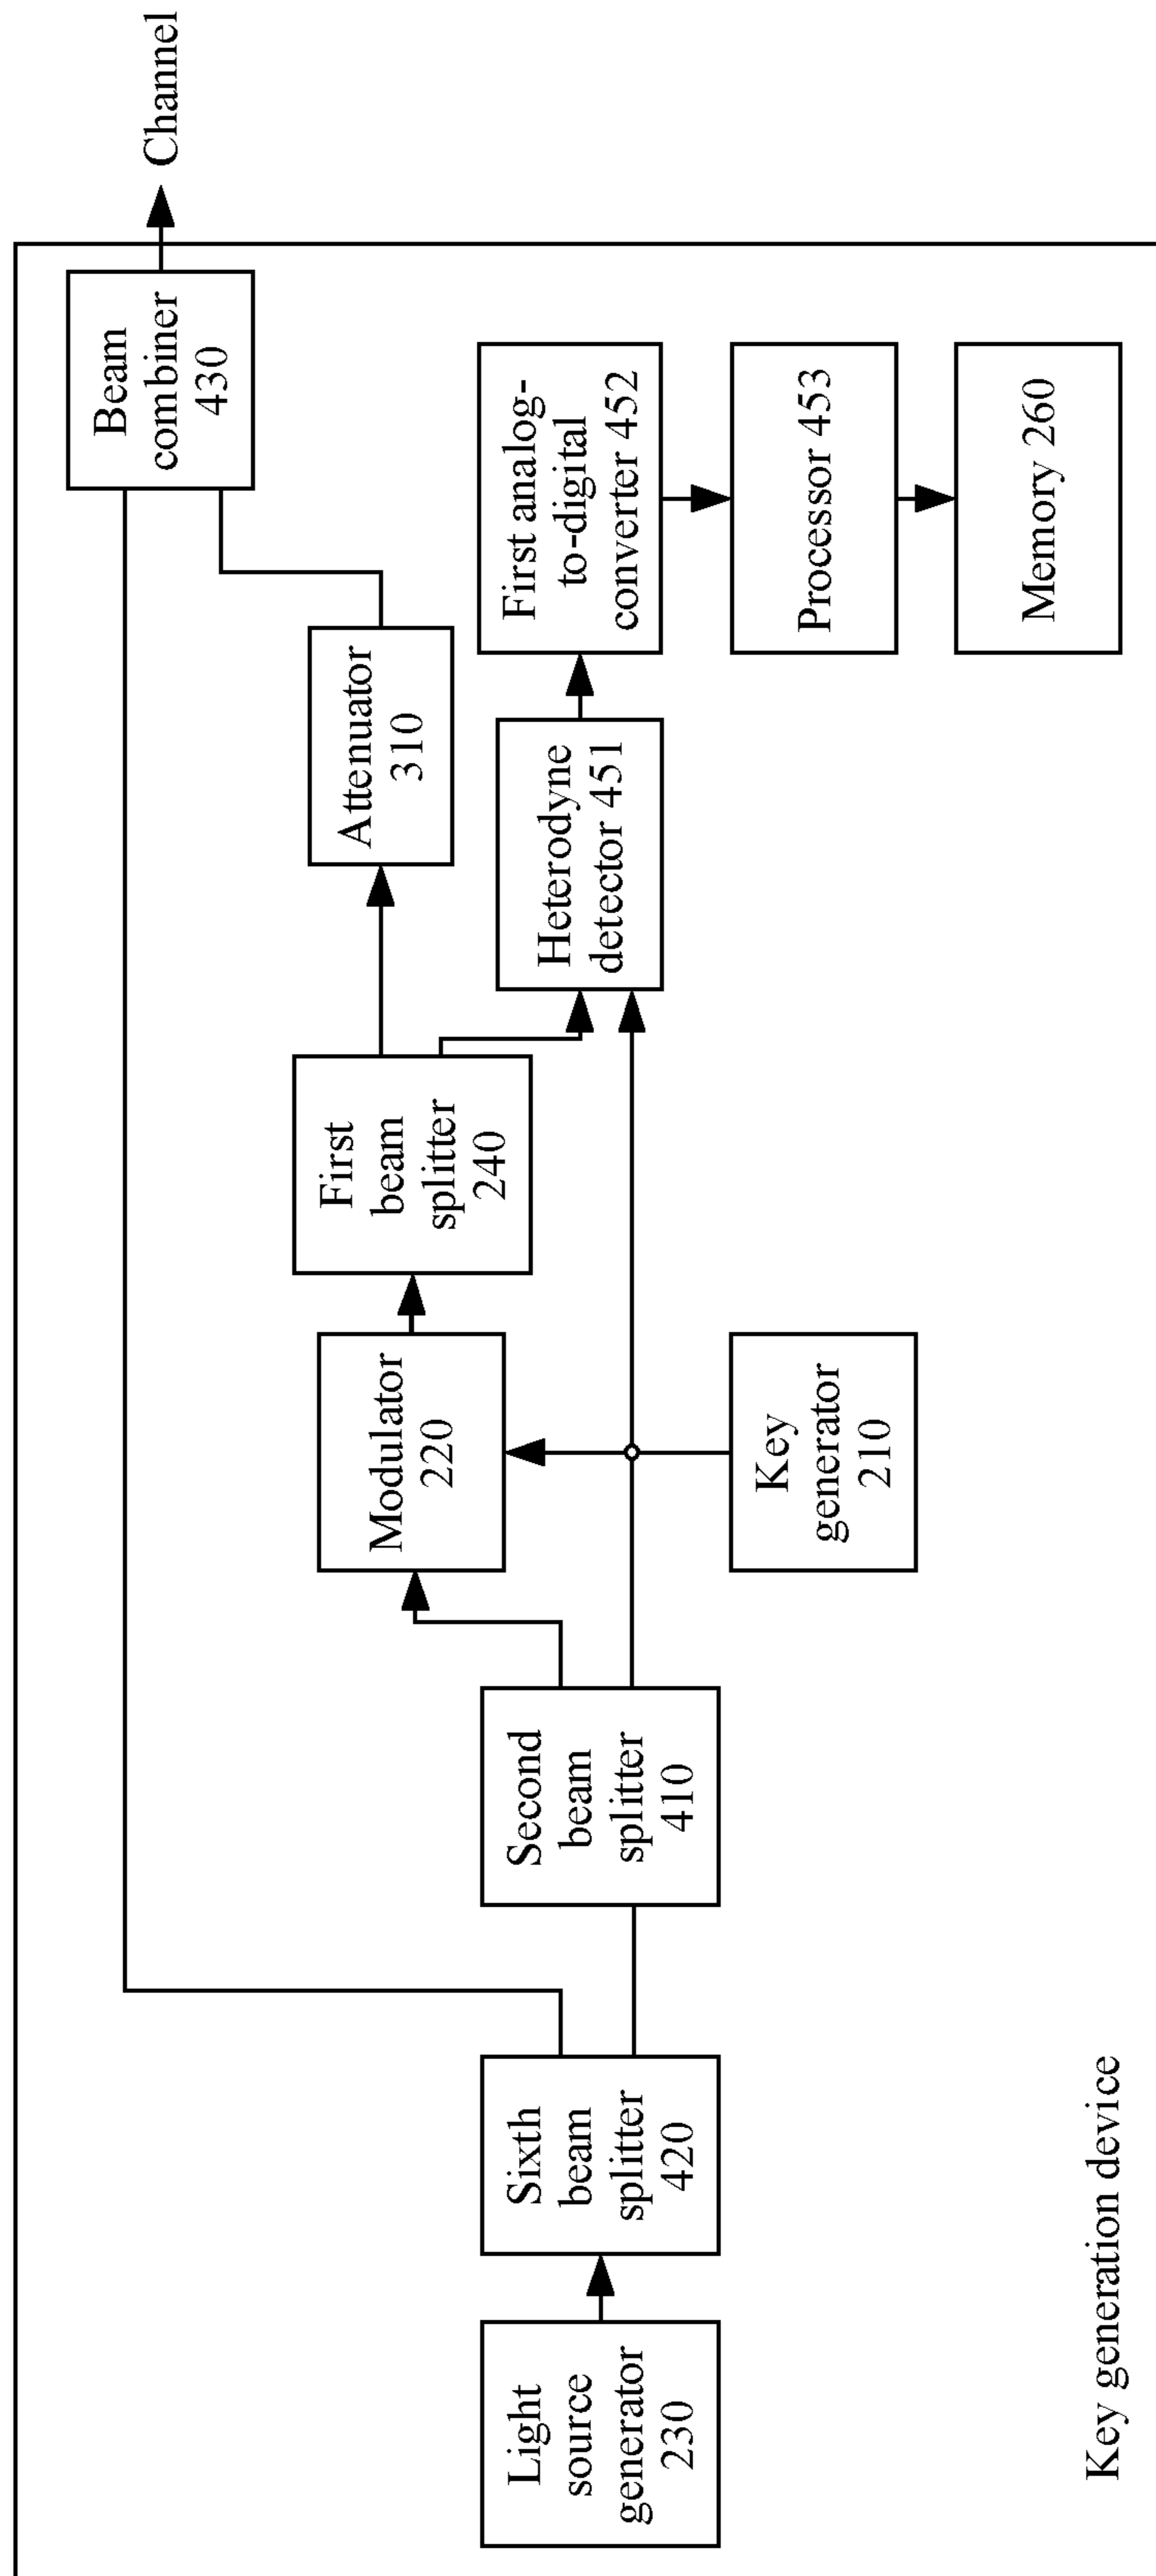 Channel
Beam
combiner
430
Attenuator
310
First
beam
splitter
240
Modulator
220
First analog-
to-digital
converter 452
Heterodyne
detector 451
Processor 453
Memory 260
Light
source
generator
230
Sixth
beam
splitter
420
Second
beam
splitter
410
Key
generator
210
Key generation device